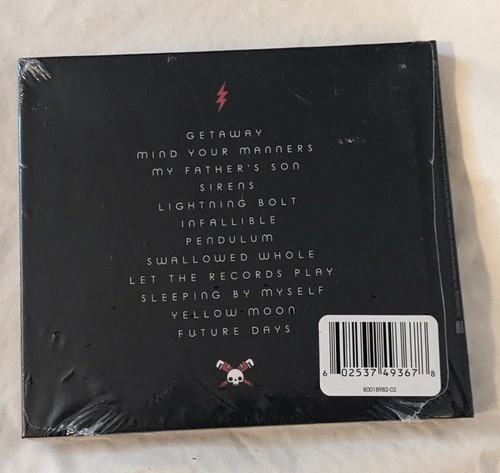 GETAWAY
MIND YOUR MANNERS
MY FATHER'S SON
SIRENS
LIGHTNING BOLT
INFALLIBLE
PENDULUM
SWALLOWED WHOLE
LET THE RECORDS PLAY
SLEEPING BY MYSELF
YELLOW MOON
FUTURE DAYS
6 02537 49367 8
80018982-02